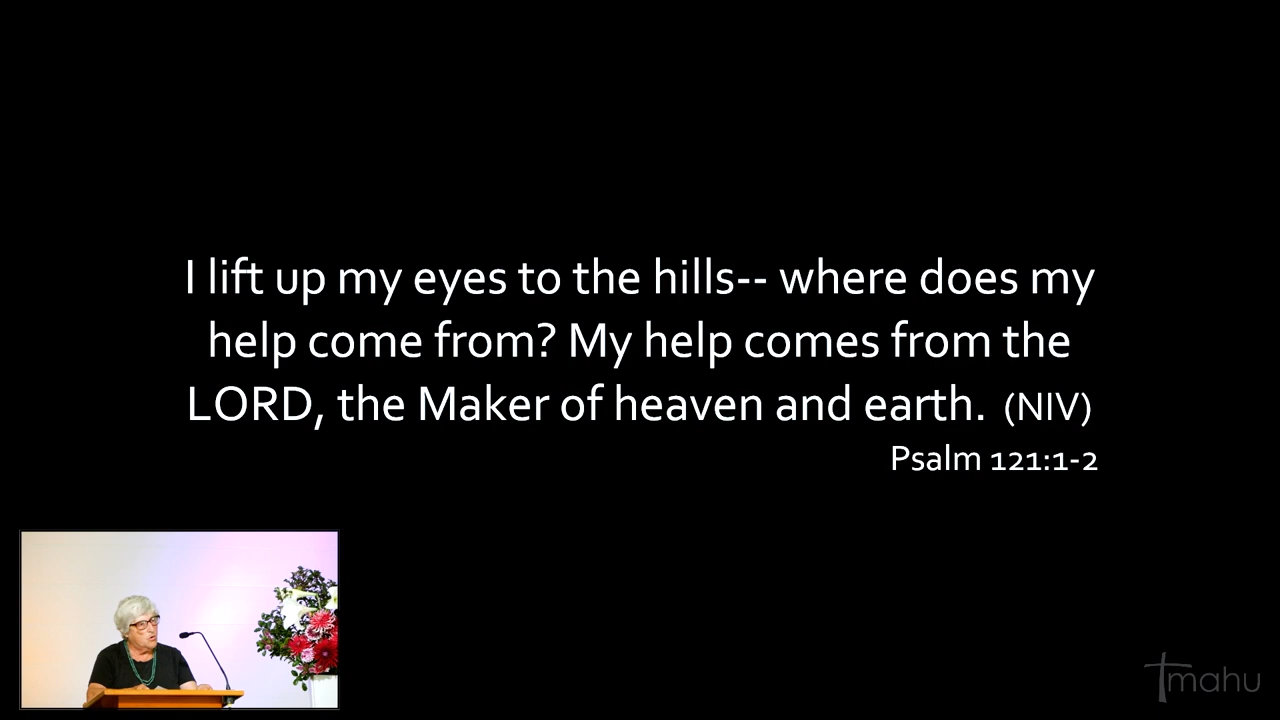 I lift up my eyes to the hills-- where does my
help come from? My help comes from the
LORD, the Maker of heaven and earth. (NIV)
Psalm 121:1-2
mahu